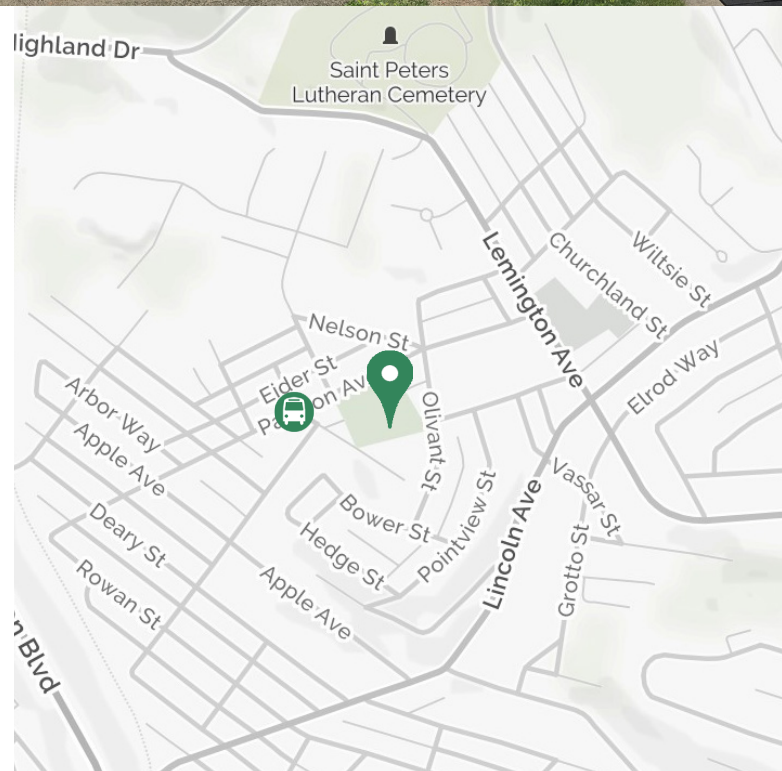 Highland Dr
Saint Peters
Lutheran Cemetery
Lemington Ave
Churchland St
Wiltsie St
Nelson St
Eider St
Elrod Way
Arbor Way
Apple Ave
Olivant St
Vassar St
Bower St
Pointview St
Lincoln Ave
Deary St
Hedge St
Grotto St
Rowan St
Apple Ave
Blvd